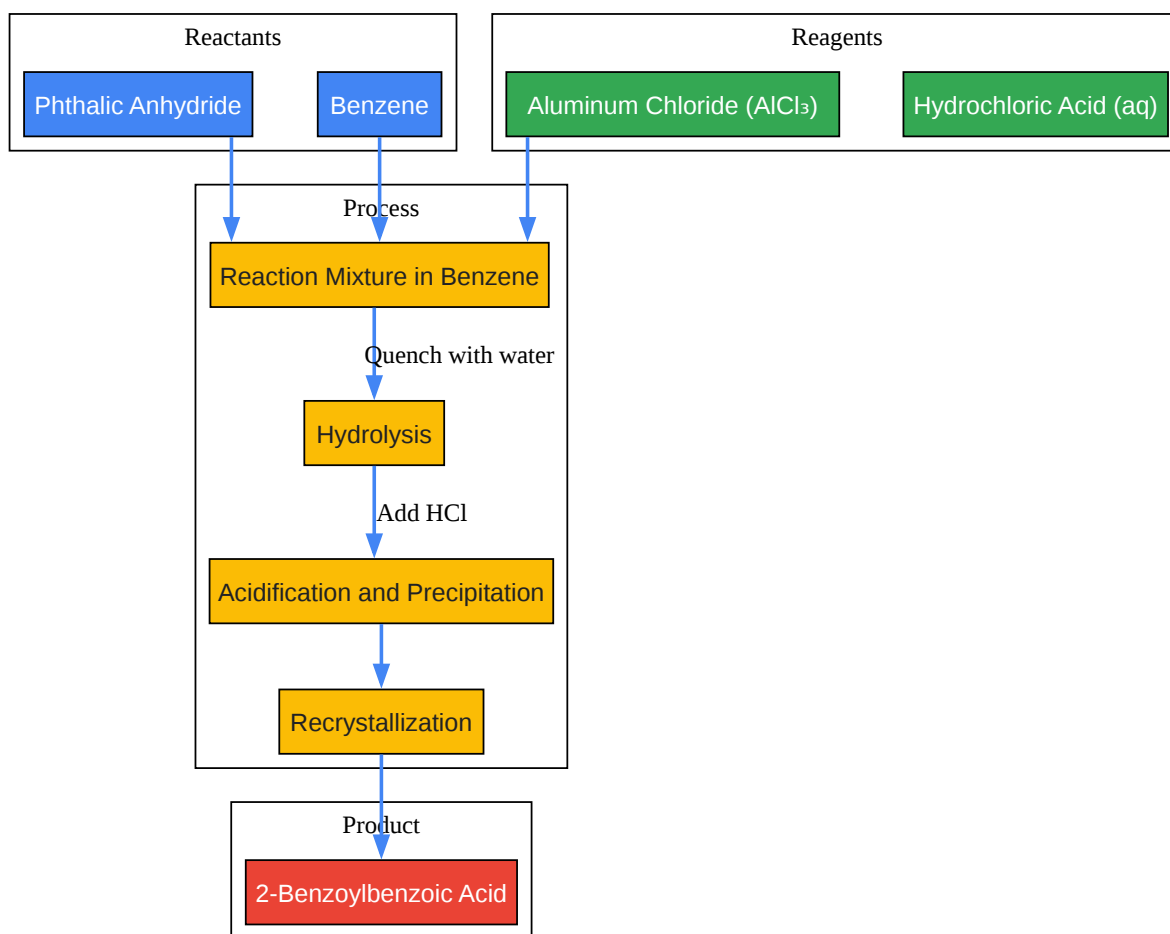 Reactants
Reagents
Phthalic Anhydride
Benzene
Aluminum Chloride (AlCl₃)
Hydrochloric Acid (aq)
Process
Reaction Mixture in Benzene
Quench with water
Hydrolysis
Add HCl
Acidification and Precipitation
Recrystallization
Product
2-Benzoylbenzoic Acid